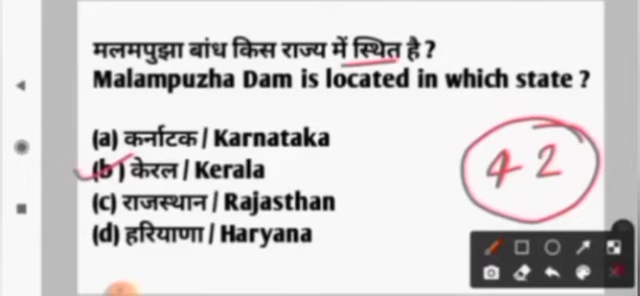 मलमपुझा बांध किस राज्य में स्थित है ?
Malampuzha Dam is located in which state ?
(a) कर्नाटक / Karnataka
(b) केरल / Kerala
(c) राजस्थान / Rajasthan
(d) हरियाणा / Haryana
42